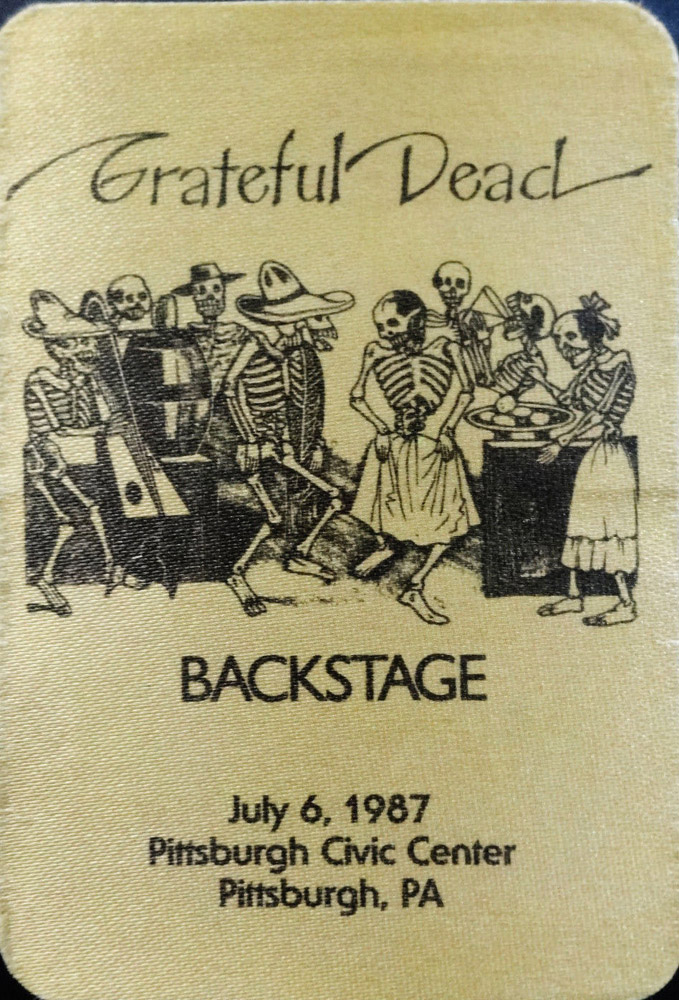 Grateful Dead
BACKSTAGE
July 6, 1987
Pittsburgh Civic Center
Pittsburgh, PA